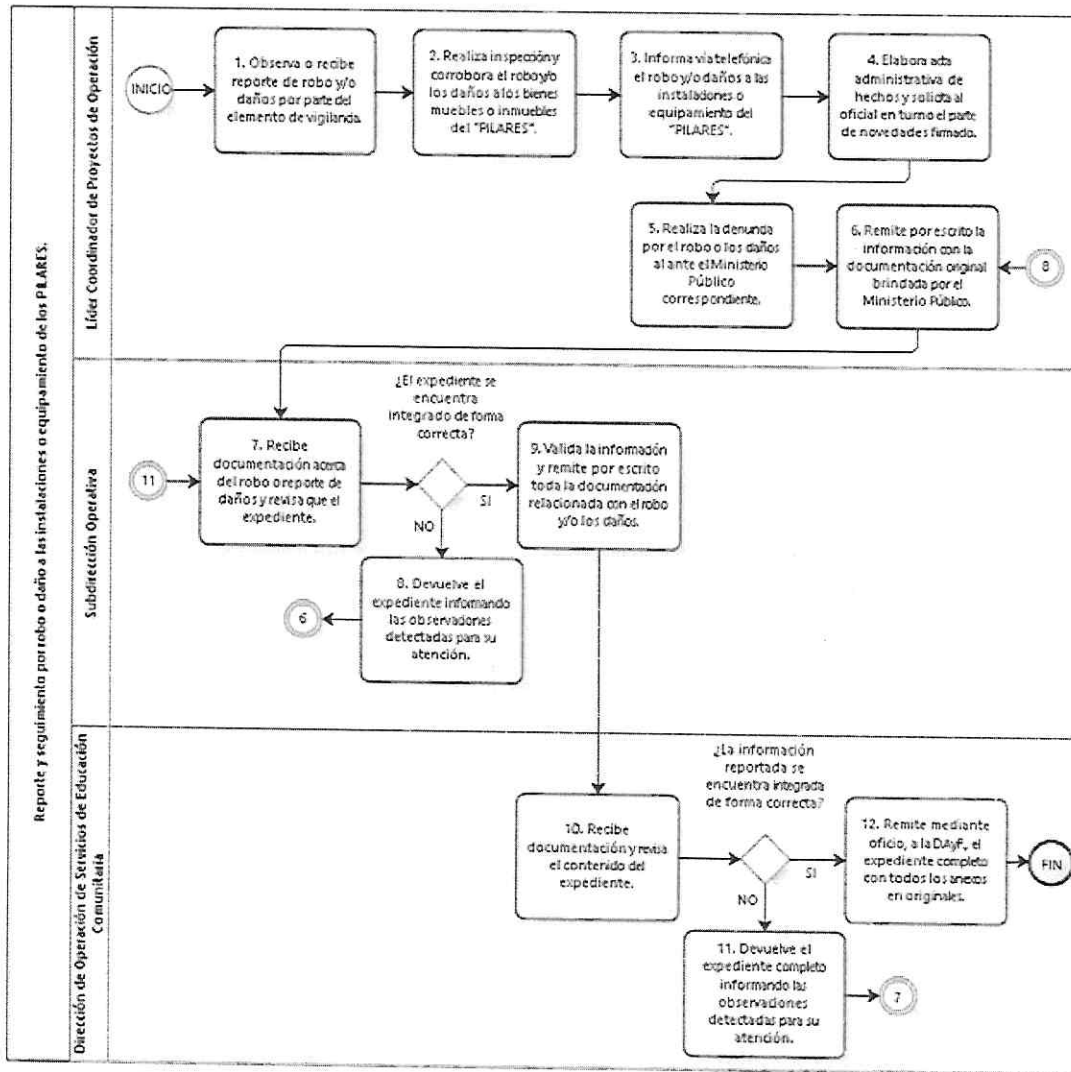 Reporte y seguimiento por robo o daño a las instalaciones o equipamiento de los PILARES.
Líder Coordinador de Proyectos de Operación
INICIO
1. Observa o recibe
reporte de robo y/o
daños por parte del
elemento de vigilancia.
2. Realiza inspección y
corrobora el robo y/o
los daños a los bienes
muebles o inmuebles
del "PILARES".
3. Informa vía telefónica
el robo y/o daños a las
instalaciones o
equipamiento del
"PILARES".
4. Elabora acta
administrativa de
hechos y solicita al
oficial en turno el parte
de novedades firmado.
5. Realiza la denuncia
por el robo o los daños
al ante el Ministerio
Público
correspondiente.
6. Remite por escrito la
información con la
documentación original
brindada por el
Ministerio Público.
8
Subdirección Operativa
11
7. Recibe
documentación acerca
del robo o reporte de
daños y revisa que el
expediente.
¿El expediente se
encuentra
integrado de forma
correcta?
SI
NO
9. Valida la información
y remite por escrito
toda la documentación
relacionada con el robo
y/o los daños.
8. Devuelve el
expediente informando
las observaciones
detectadas para su
atención.
6
Dirección de Operación de Servicios de Educación
Comunitaria
10. Recibe
documentación y revisa
el contenido del
expediente.
¿La información
reportada se
encuentra integrada
de forma correcta?
SI
NO
12. Remite mediante
oficio, a la DAyF, el
expediente completo
con todos los anexos
en originales.
FIN
11. Devuelve el
expediente completo
informando las
observaciones
detectadas para su
atención.
7